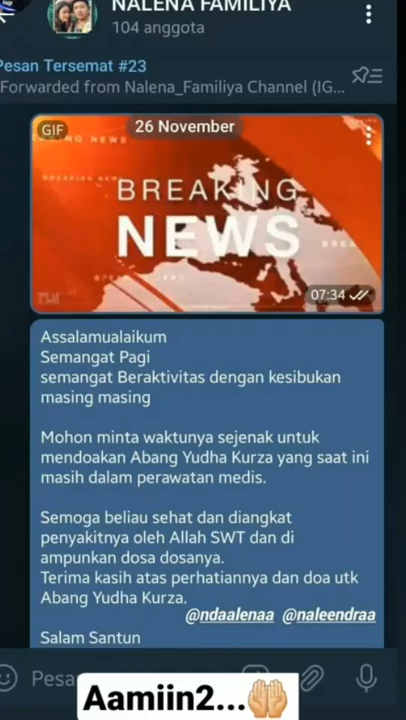 NALENA FAMILIYA
104 anggota
Pesan Tersemat #23
Forwarded from Nalena_Familiya Channel (IG...
GIF
26 November
BREAKING NEWS
BREAKING
NEWS
07:34
Assalamualaikum
Semangat Pagi
semangat Beraktivitas dengan kesibukan
masing masing
Mohon minta waktunya sejenak untuk
mendoakan Abang Yudha Kurza yang saat ini
masih dalam perawatan medis.
Semoga beliau sehat dan diangkat
penyakitnya oleh Allah SWT dan di
ampunkan dosa dosanya.
Terima kasih atas perhatiannya dan doa utk
Abang Yudha Kurza.
@ndaalenaa @naleendraa
Salam Santun
Aamiin2...🤲🏻